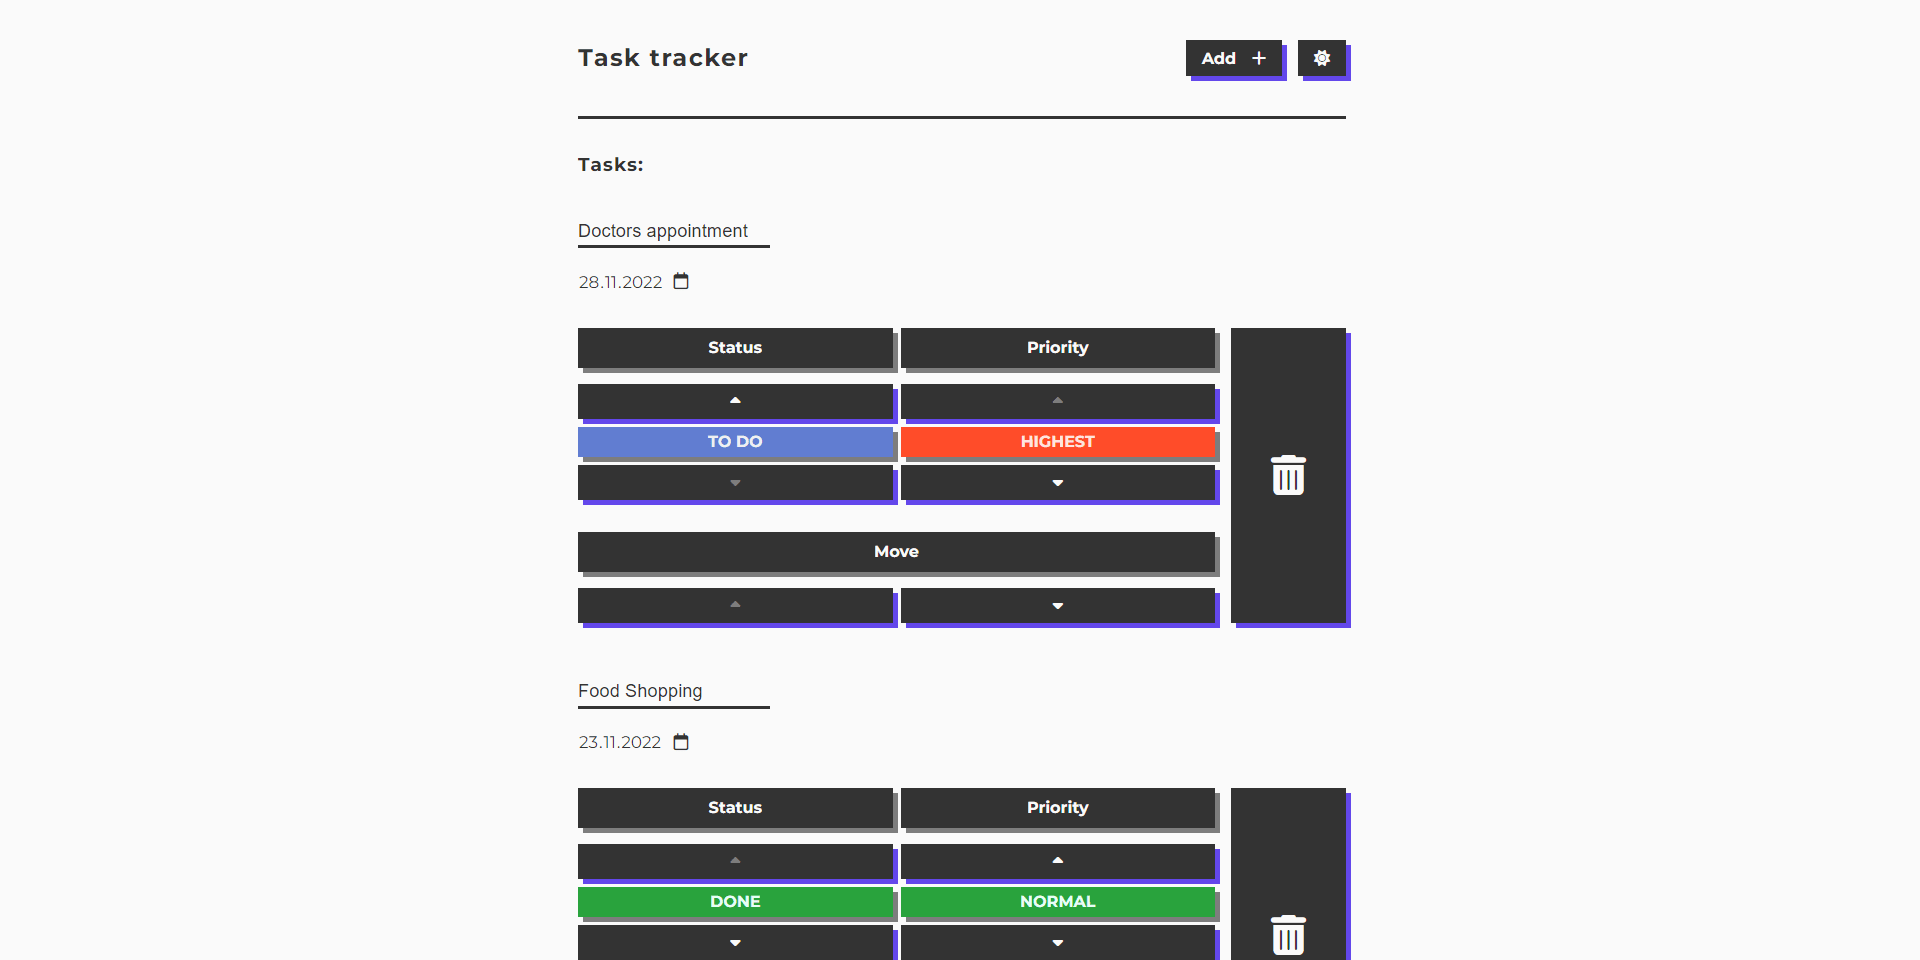 Task tracker
Add
Tasks:
Doctors appointment
28.11.2022
Status Priority
TO DO HIGHEST
Move
Food Shopping
23.11.2022
Status Priority
DONE NORMAL